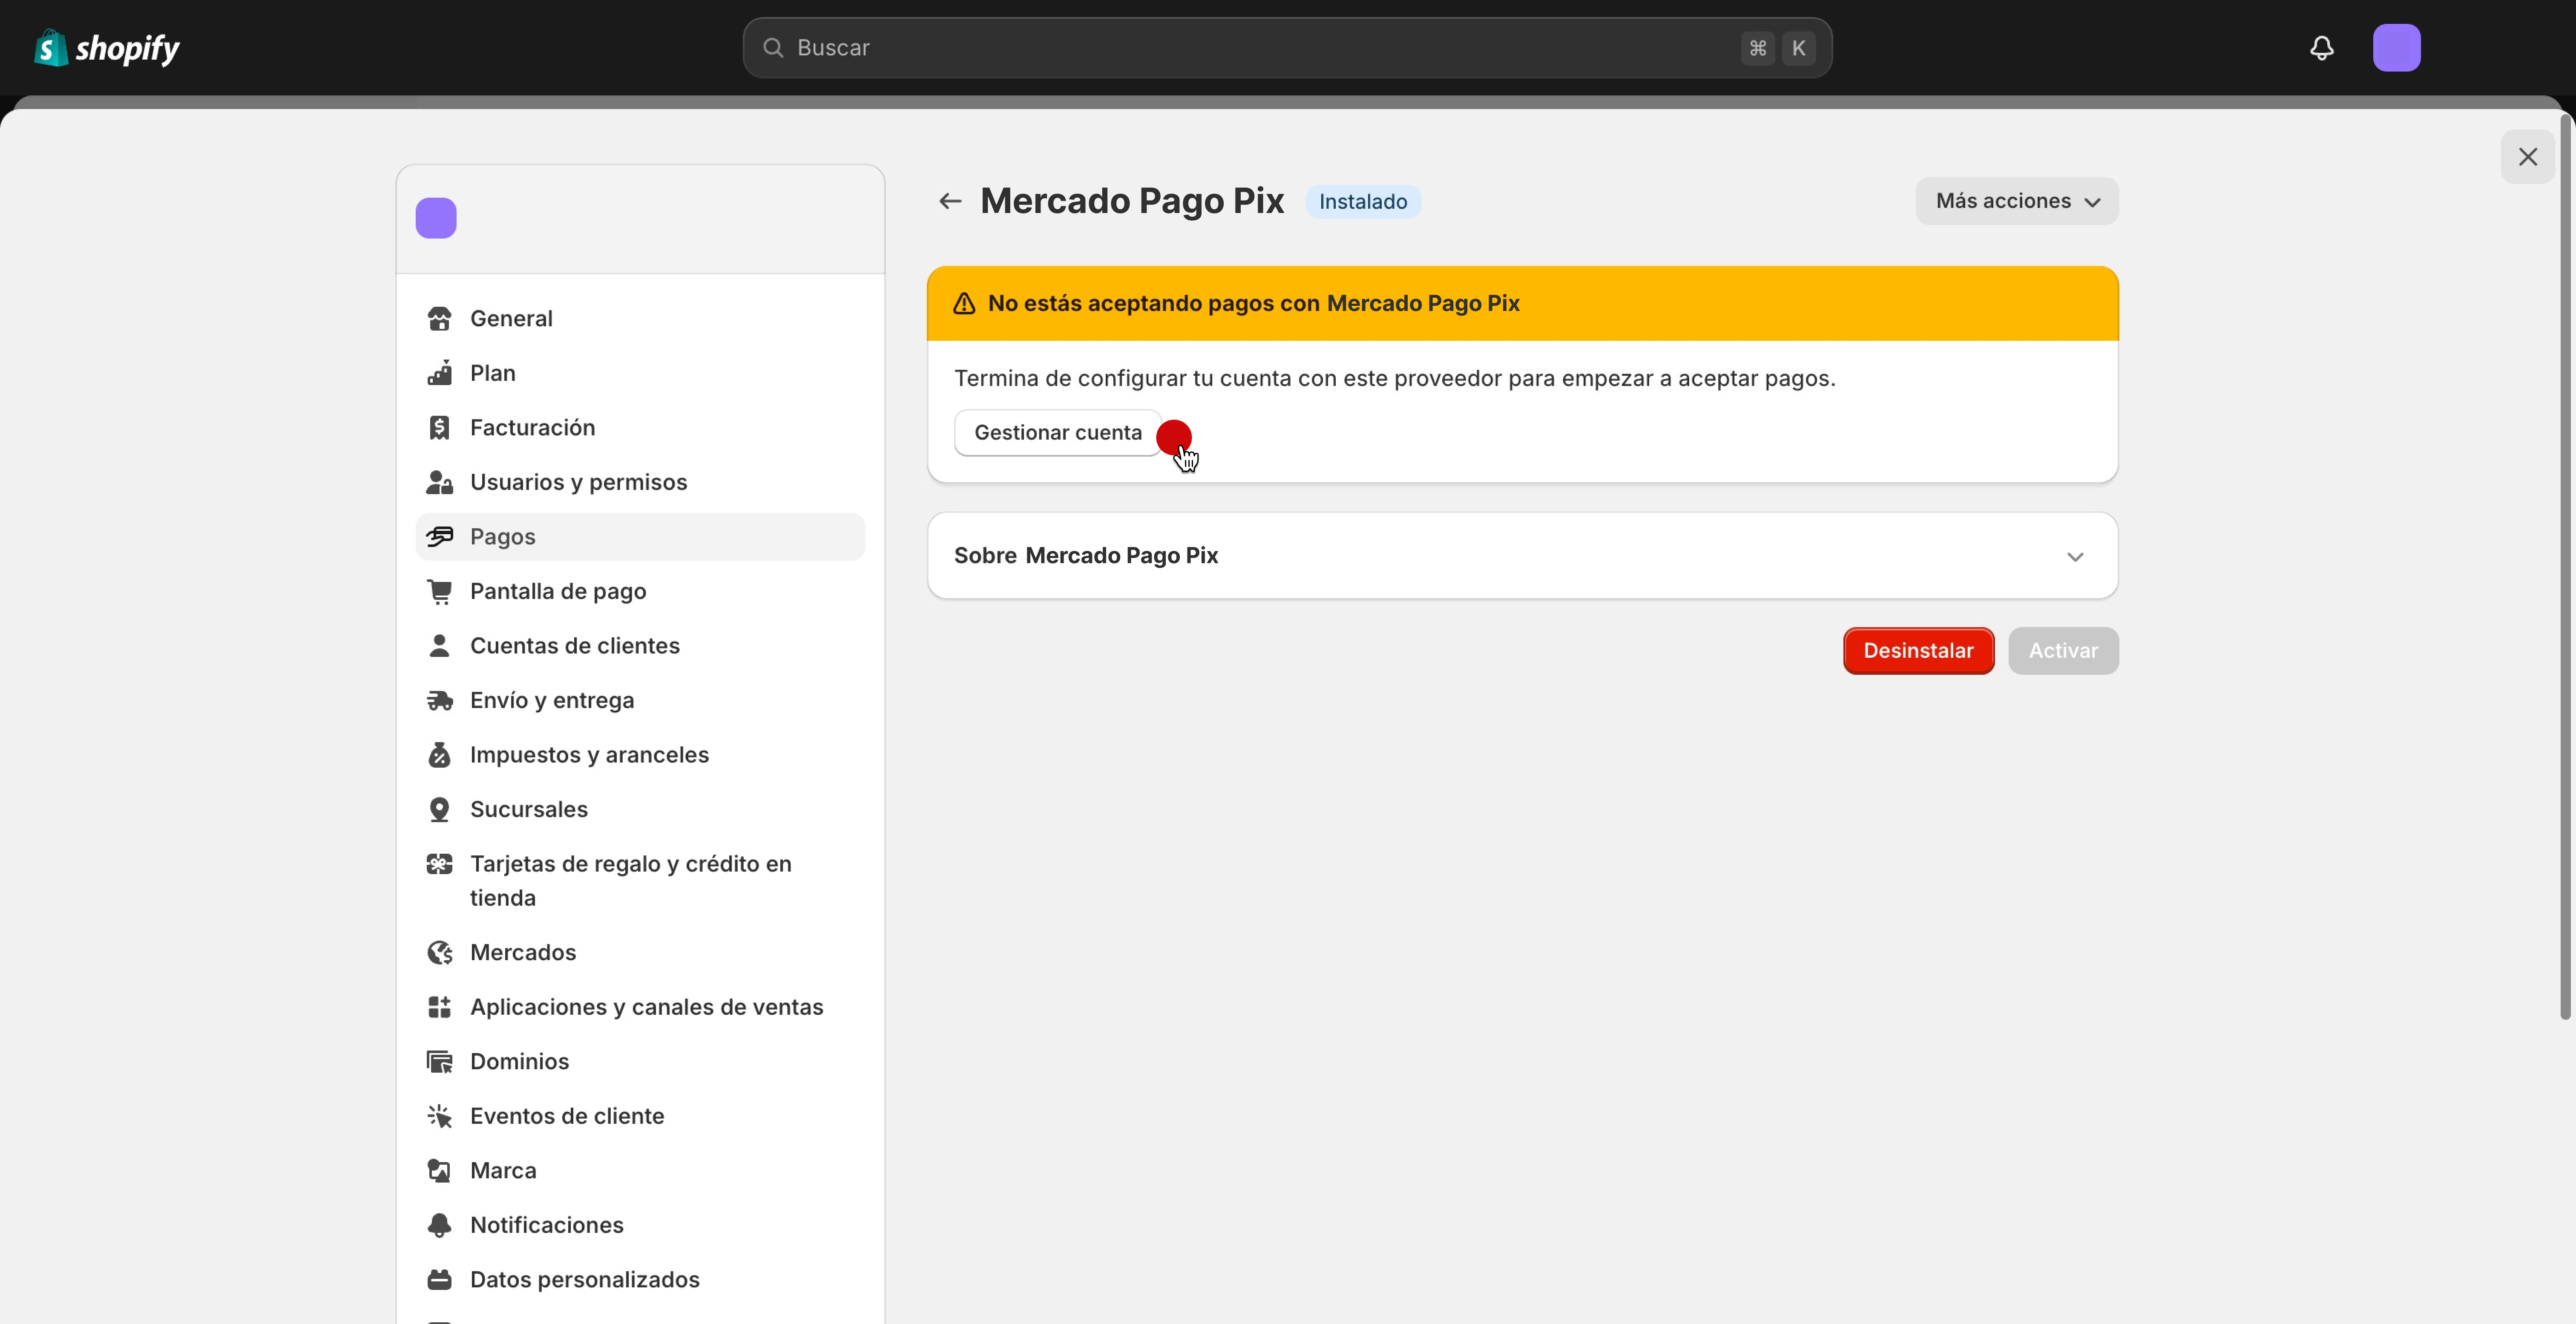 shopify
Buscar
⌘ K
Mercado Pago Pix
Instalado
Más acciones
No estás aceptando pagos con Mercado Pago Pix
Termina de configurar tu cuenta con este proveedor para empezar a aceptar pagos.
Gestionar cuenta
Sobre Mercado Pago Pix
Desinstalar
Activar
General
Plan
Facturación
Usuarios y permisos
Pagos
Pantalla de pago
Cuentas de clientes
Envío y entrega
Impuestos y aranceles
Sucursales
Tarjetas de regalo y crédito en
tienda
Mercados
Aplicaciones y canales de ventas
Dominios
Eventos de cliente
Marca
Notificaciones
Datos personalizados